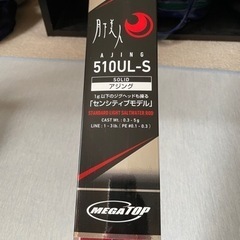 月下美人
AJING
510UL-S
SOLID
アジング
1g以下のジグヘッドも操る
「センシティブモデル」
STANDARD LIGHT SALTWATER ROD
CAST WT. : 0.3 - 5g
LINE : 1 - 3 lb. ( PE #0.1 - 0.3 )
MEGATOP